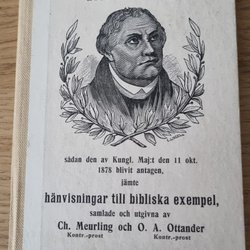 sådan den av Kungl. Maj:t den 11 okt.
1878 blivit antagen,
jämte
hänvisningar till bibliska exempel,
samlade och utgivna av
Ch. Meurling och O. A. Ottander
Kontr.-prost Kontr.-prost